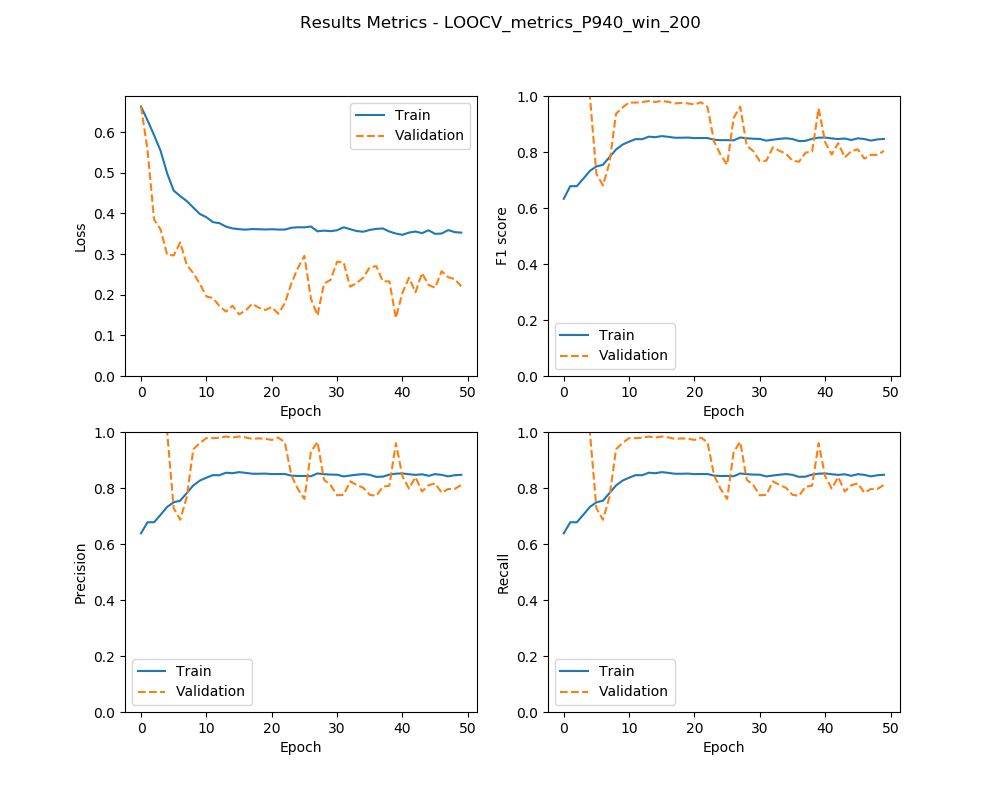 Results Metrics - LOOCV_metrics_P940_win_200
Train
Validation
0.6
0.5
0.4
0.3
0.2
0.1
0.0
Loss
0 10 20 30 40 50
Epoch
1.0
0.8
0.6
0.4
0.2
0.0
F1 score
Train
Validation
0 10 20 30 40 50
Epoch
1.0
0.8
0.6
0.4
0.2
0.0
Precision
Train
Validation
0 10 20 30 40 50
Epoch
1.0
0.8
0.6
0.4
0.2
0.0
Recall
Train
Validation
0 10 20 30 40 50
Epoch